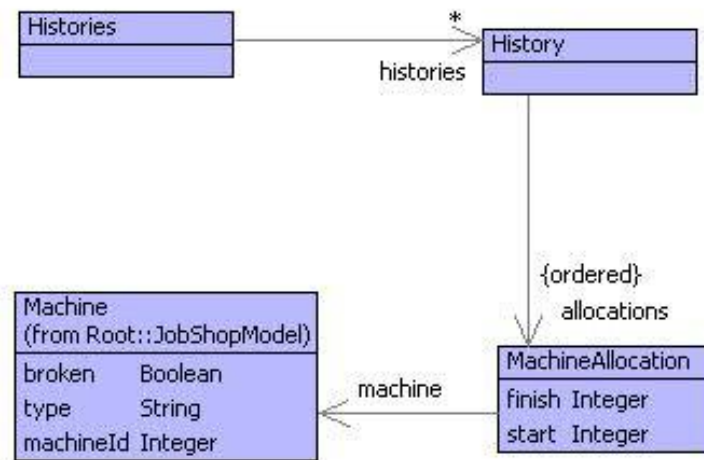 Histories
*
History
histories
{ordered}
allocations
Machine
(from Root::JobShopModel)
broken Boolean
type String
machineId Integer
machine
MachineAllocation
finish Integer
start Integer